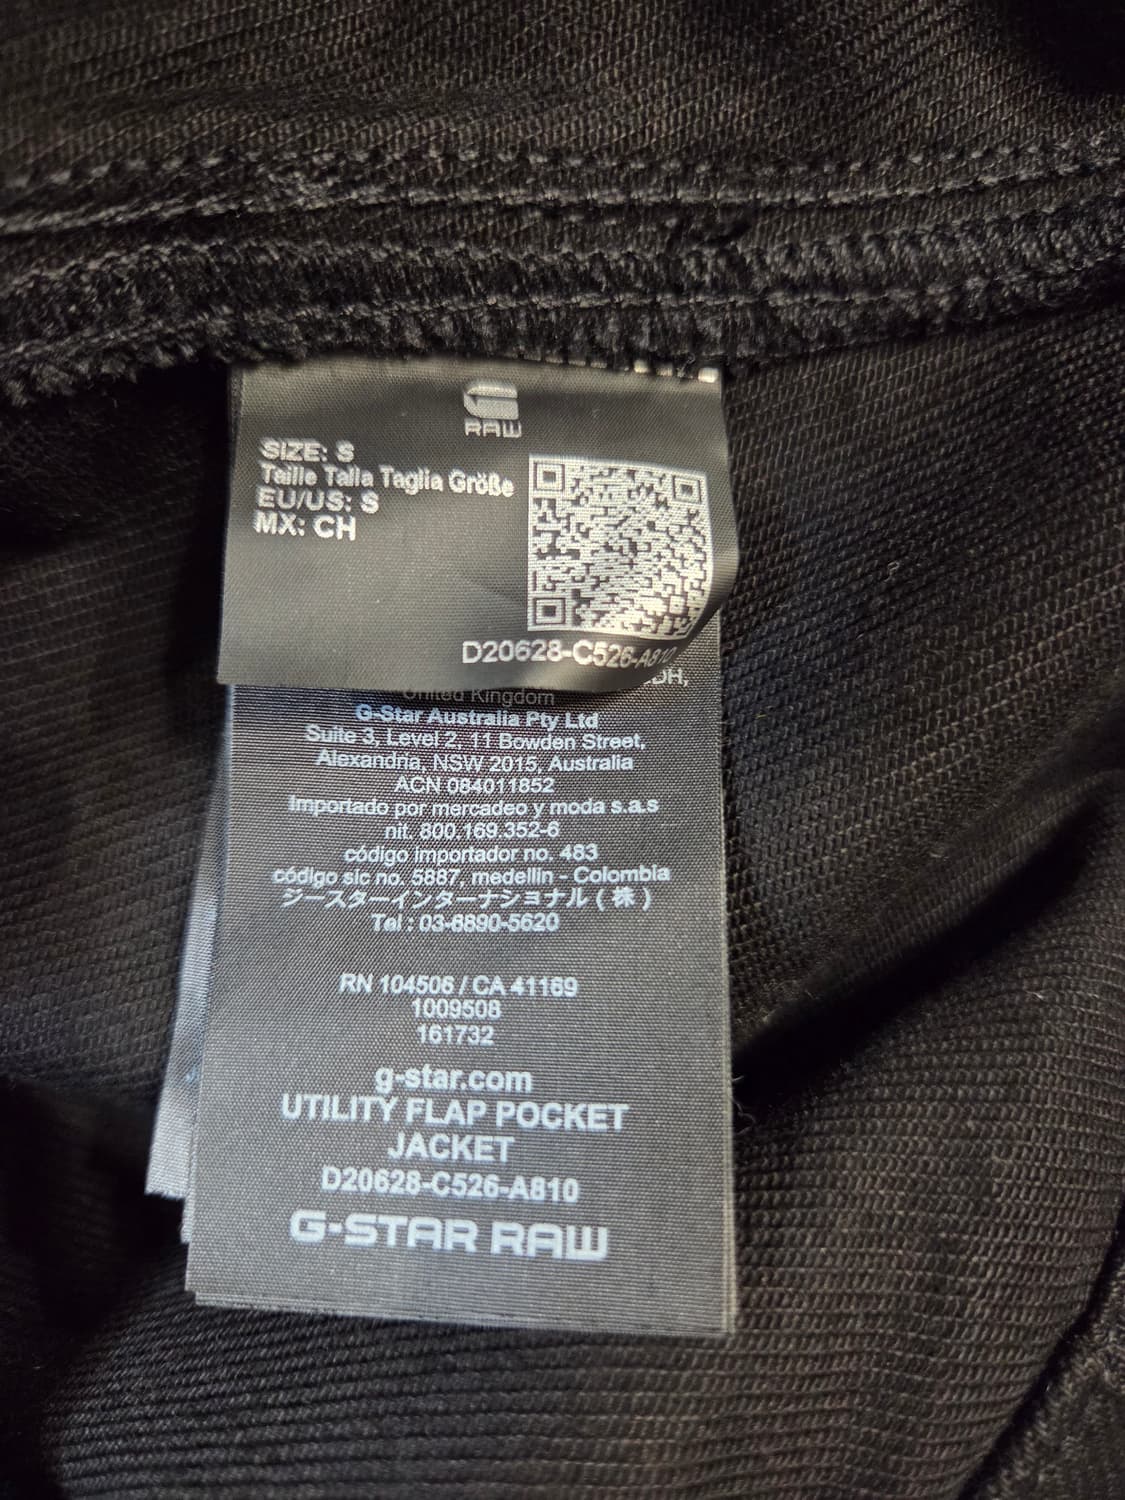 RAW
SIZE: S
Taille Talla Taglia Größe
EU/US: S
MX: CH
D20628-C526-A810
DH,
United Kingdom
G-Star Australia Pty Ltd
Suite 3, Level 2, 11 Bowden Street,
Alexandria, NSW 2015, Australia
ACN 084011852
Importado por mercadeo y moda s.a.s
nit. 800.169.352-6
código importador no. 483
código sic no. 5887, medellin - Colombia
ジースターインターナショナル(株)
Tel : 03-6890-5620
RN 104506 / CA 41169
1009508
161732
g-star.com
UTILITY FLAP POCKET
JACKET
D20628-C526-A810
G-STAR RAW